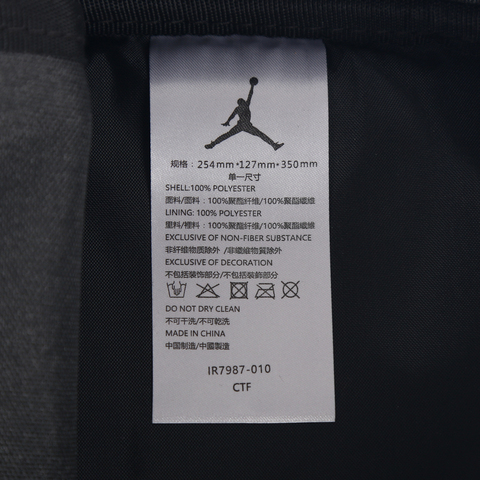 规格：254mm*127mm*350mm
单一尺寸
SHELL:100% POLYESTER
面料/面料：100%聚酯纤维/100%聚酯纖維
LINING: 100% POLYESTER
里料/裡料：100%聚酯纤维/100%聚酯纖維
EXCLUSIVE OF NON-FIBER SUBSTANCE
非纤维物质除外 /非纖維物質除外
EXCLUSIVE OF DECORATION
不包括装饰部分/不包括裝飾部分
DO NOT DRY CLEAN
不可干洗/不可乾洗
MADE IN CHINA
中国制造/中國製造
IR7987-010
CTF